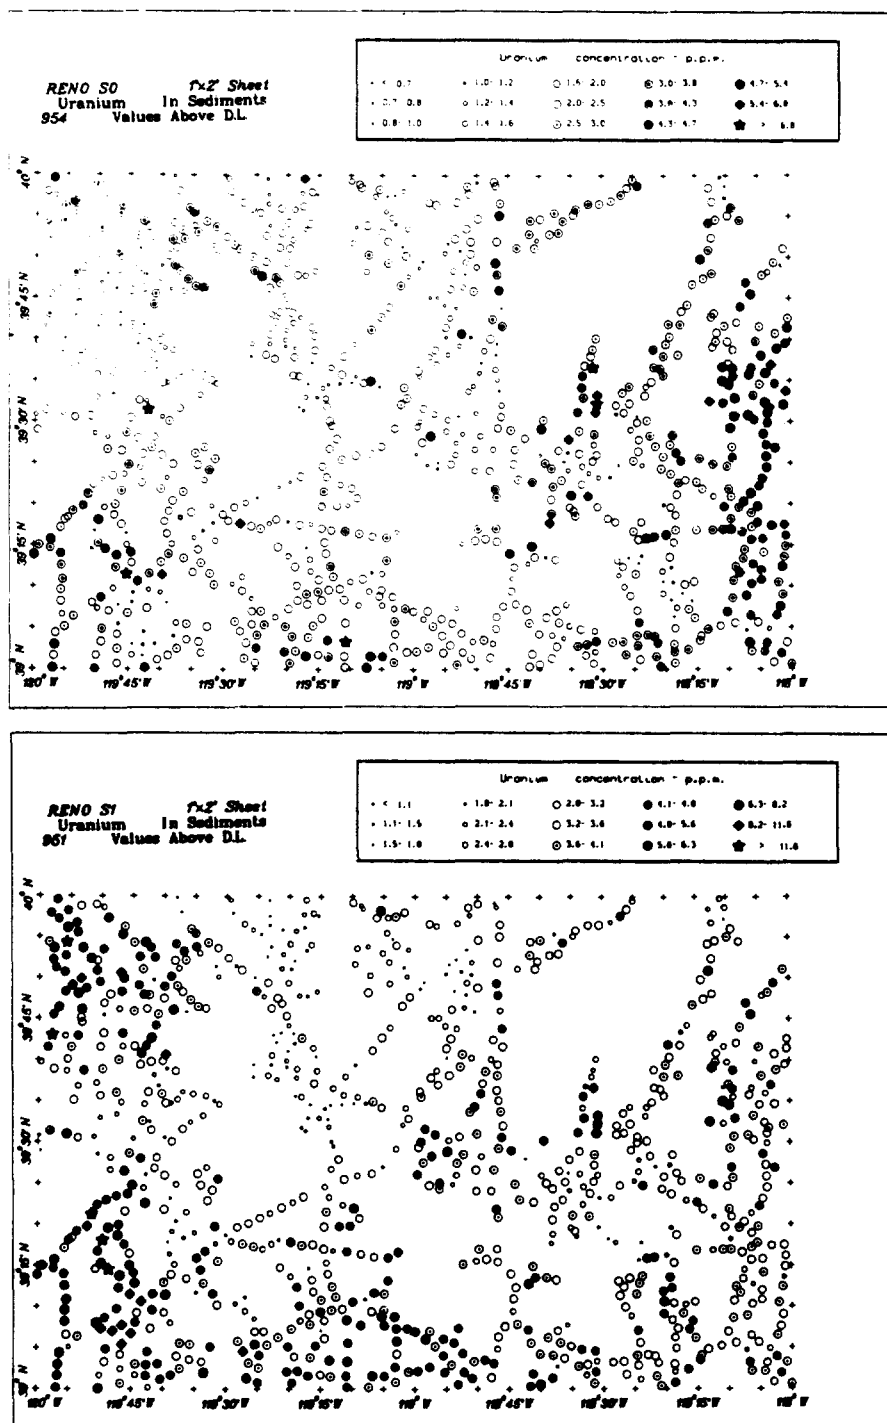 Uranium concentration - p.p.m.
RENO S0 1°x2° Sheet
Uranium In Sediments
954 Values Above D.L.
< 0.7 1.0- 1.2 1.6- 2.0 3.0- 3.8 4.7- 5.4
0.7- 0.8 1.2- 1.4 2.0- 2.5 3.8- 4.3 5.4- 6.8
0.8- 1.0 1.4- 1.6 2.5- 3.0 4.3- 4.7 > 6.8
40° N
39°45' N
39°30' N
39°15' N
39° N
120° W 119°45' W 119°30' W 119°15' W 119° W 118°45' W 118°30' W 118°15' W 118° W
Uranium concentration - p.p.m.
RENO S1 1°x2° Sheet
Uranium In Sediments
961 Values Above D.L.
< 1.1 1.8- 2.1 2.8- 3.2 4.1- 4.8 6.3- 8.2
1.1- 1.5 2.1- 2.4 3.2- 3.6 4.8- 5.6 8.2- 11.6
1.5- 1.8 2.4- 2.8 3.6- 4.1 5.6- 6.3 > 11.6
40° N
39°45' N
39°30' N
39°15' N
39° N
120° W 119°45' W 119°30' W 119°15' W 119° W 118°45' W 118°30' W 118°15' W 118° W